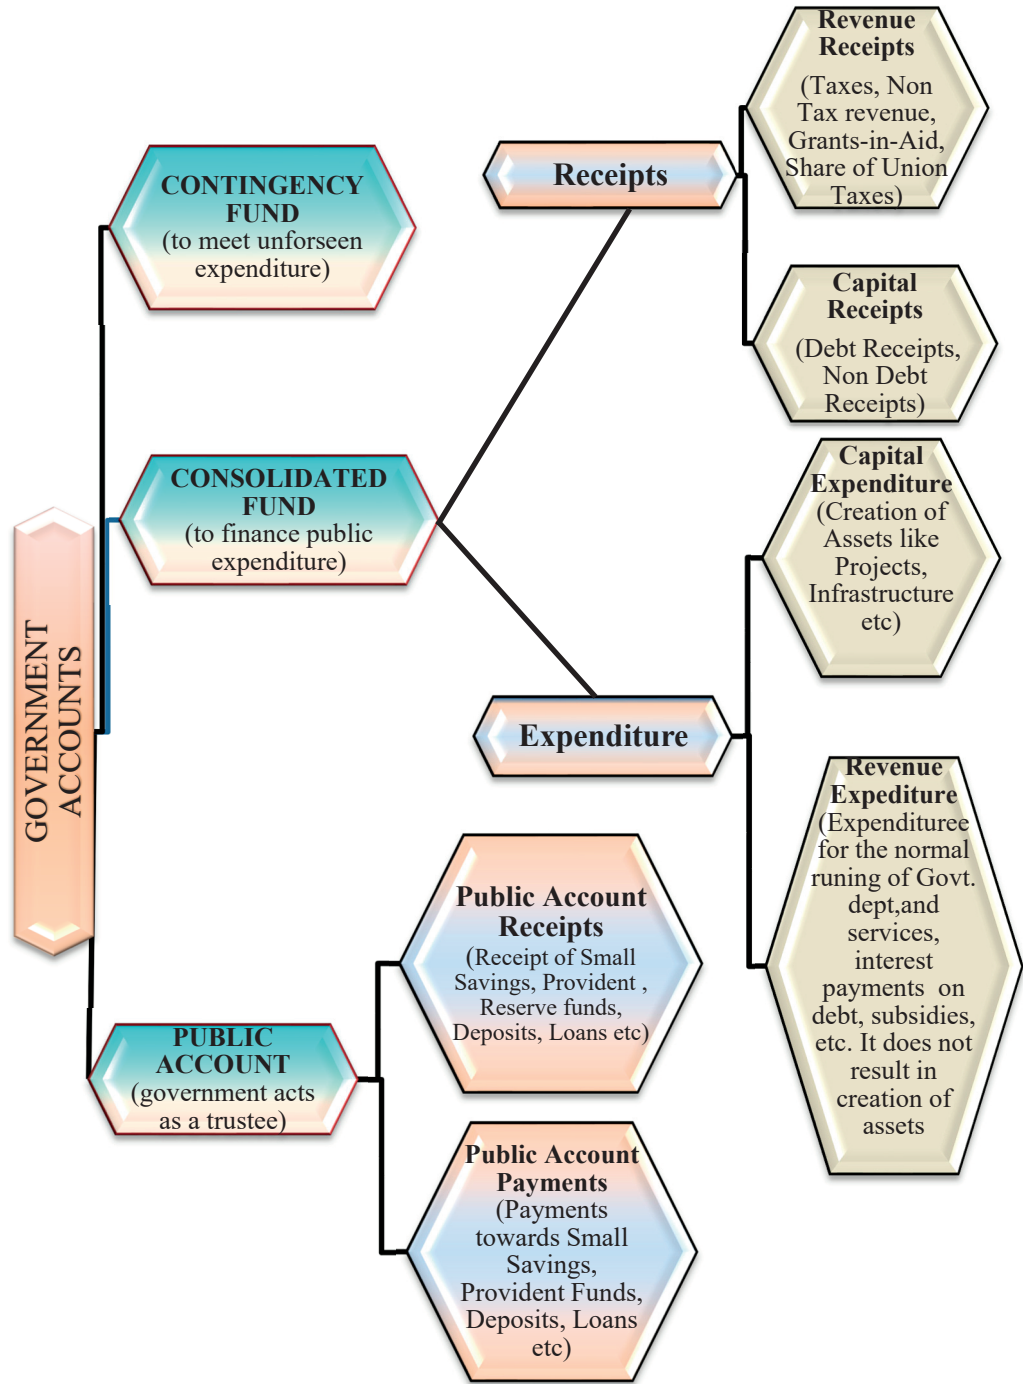 GOVERNMENT
ACCOUNTS
CONTINGENCY
FUND
(to meet unforseen
expenditure)
CONSOLIDATED
FUND
(to finance public
expenditure)
Receipts
Revenue
Receipts
(Taxes, Non
Tax revenue,
Grants-in-Aid,
Share of Union
Taxes)
Capital
Receipts
(Debt Receipts,
Non Debt
Receipts)
Expenditure
Capital
Expenditure
(Creation of
Assets like
Projects,
Infrastructure
etc)
Revenue
Expediture
(Expendituree
for the normal
runing of Govt.
dept,and
services,
interest
payments on
debt, subsidies,
etc. It does not
result in
creation of
assets
PUBLIC
ACCOUNT
(government acts
as a trustee)
Public Account
Receipts
(Receipt of Small
Savings, Provident ,
Reserve funds,
Deposits, Loans etc)
Public Account
Payments
(Payments
towards Small
Savings,
Provident Funds,
Deposits, Loans
etc)